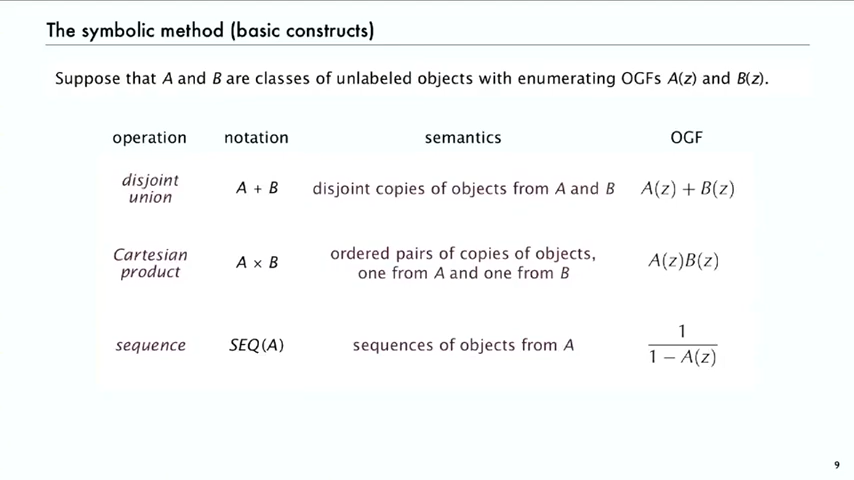 The symbolic method (basic constructs)
Suppose that A and B are classes of unlabeled objects with enumerating OGFs A(z) and B(z).
operation notation semantics OGF
disjoint
union
A + B
disjoint copies of objects from A and B
A(z) + B(z)
Cartesian
product
A × B
ordered pairs of copies of objects,
one from A and one from B
A(z)B(z)
sequence
SEQ(A)
sequences of objects from A
1
1 − A(z)
9